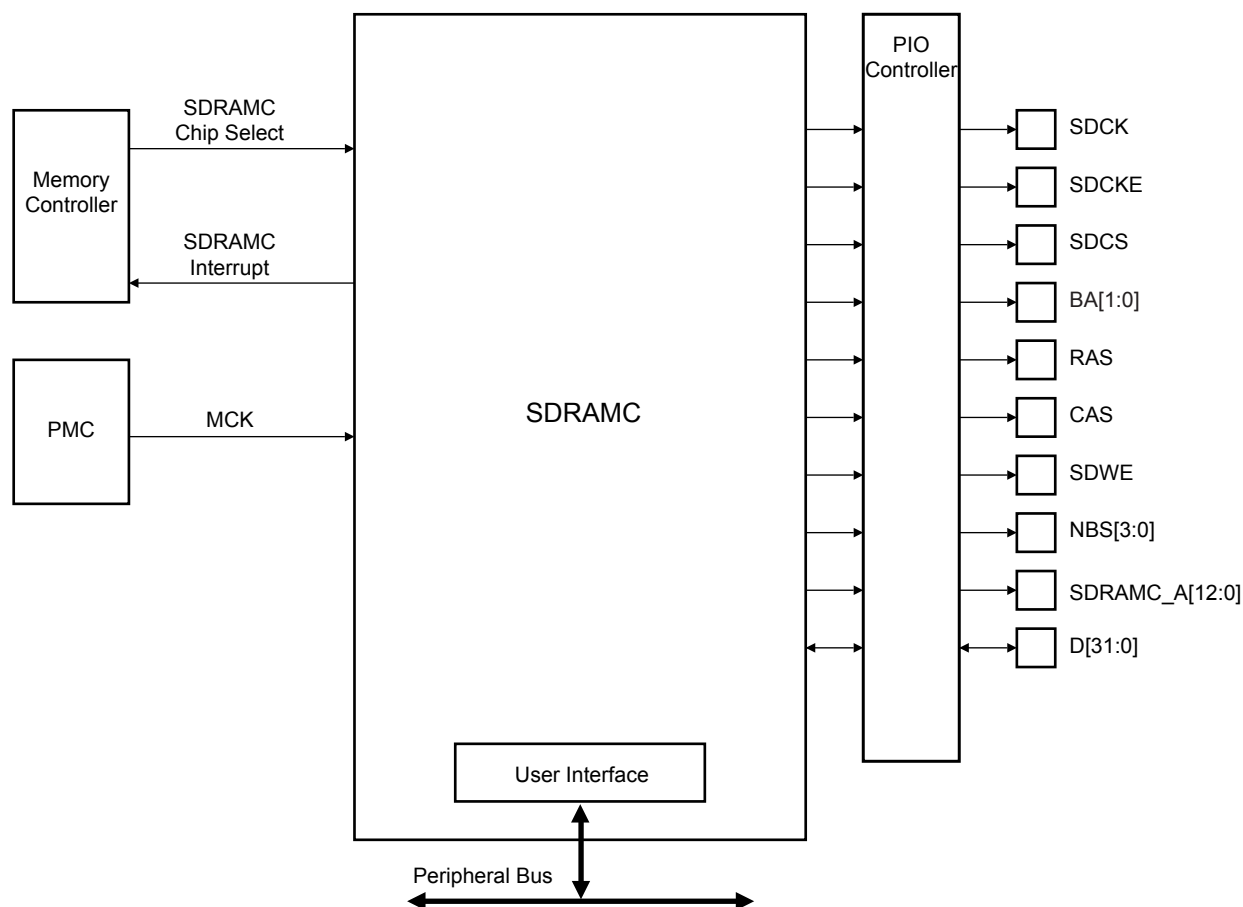 PIO
Controller
SDRAMC
Chip Select
Memory
Controller
SDRAMC
Interrupt
PMC
MCK
SDRAMC
SDCK
SDCKE
SDCS
BA[1:0]
RAS
CAS
SDWE
NBS[3:0]
SDRAMC_A[12:0]
D[31:0]
User Interface
Peripheral Bus